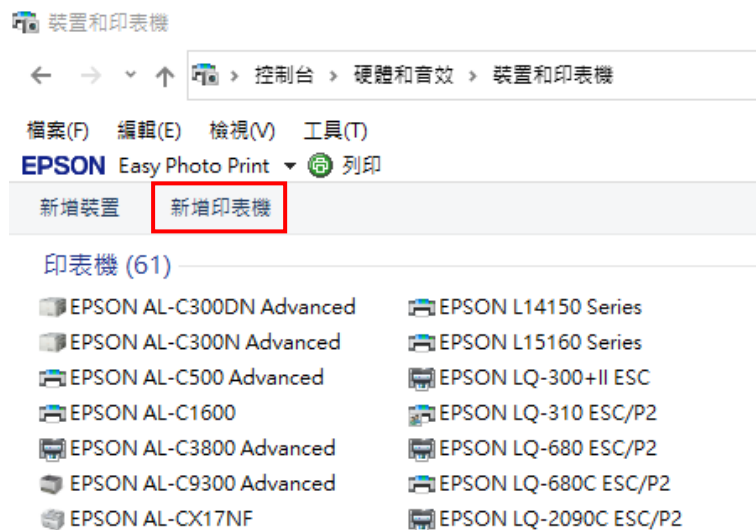 裝置和印表機
控制台 › 硬體和音效 › 裝置和印表機
檔案(F) 編輯(E) 檢視(V) 工具(T)
EPSON Easy Photo Print 列印
新增裝置 新增印表機
印表機 (61)
EPSON AL-C300DN Advanced
EPSON AL-C300N Advanced
EPSON AL-C500 Advanced
EPSON AL-C1600
EPSON AL-C3800 Advanced
EPSON AL-C9300 Advanced
EPSON AL-CX17NF
EPSON L14150 Series
EPSON L15160 Series
EPSON LQ-300+II ESC
EPSON LQ-310 ESC/P2
EPSON LQ-680 ESC/P2
EPSON LQ-680C ESC/P2
EPSON LQ-2090C ESC/P2